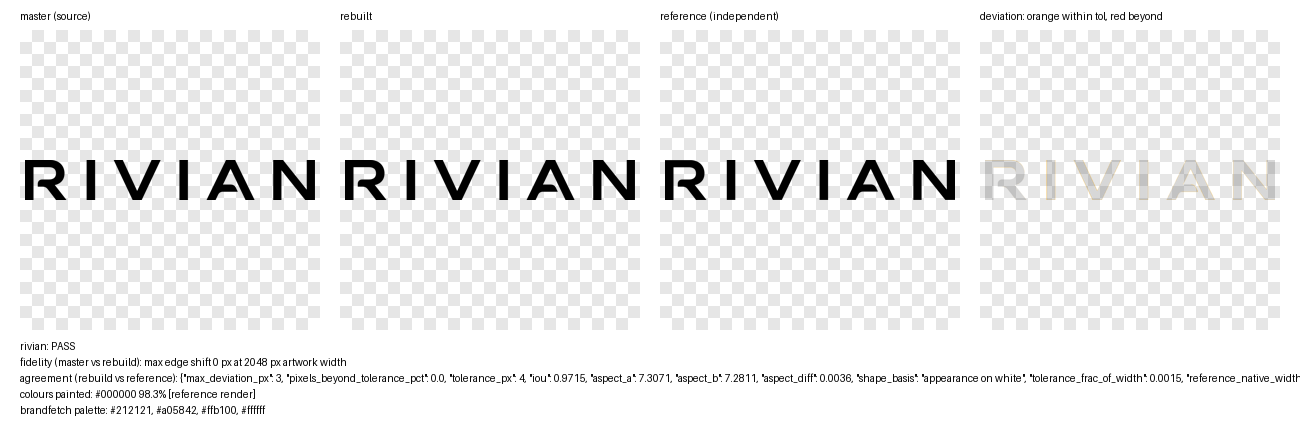 master (source) rebuilt reference (independent) deviation: orange within tol, red beyond
RIVIAN RIVIAN RIVIAN RIVIAN
rivian: PASS
fidelity (master vs rebuild): max edge shift 0 px at 2048 px artwork width
agreement (rebuild vs reference): {"max_deviation_px": 3, "pixels_beyond_tolerance_pct": 0.0, "tolerance_px": 4, "iou": 0.9715, "aspect_a": 7.3071, "aspect_b": 7.2811, "aspect_diff": 0.0036, "shape_basis": "appearance on white", "tolerance_frac_of_width": 0.0015, "reference_native_width
colours painted: #000000 98.3% [reference render]
brandfetch palette: #212121, #a05842, #ffb100, #ffffff